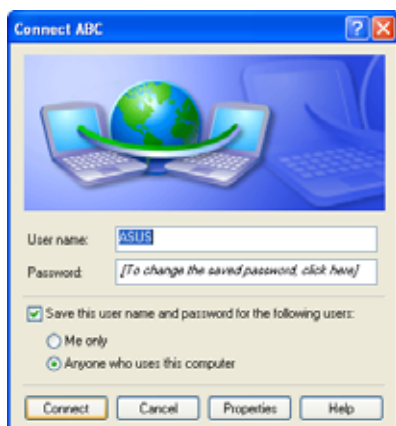 Connect ABC
User name: ASUS
Password: [To change the saved password, click here]
Save this user name and password for the following users:
Me only
Anyone who uses this computer
Connect Cancel Properties Help